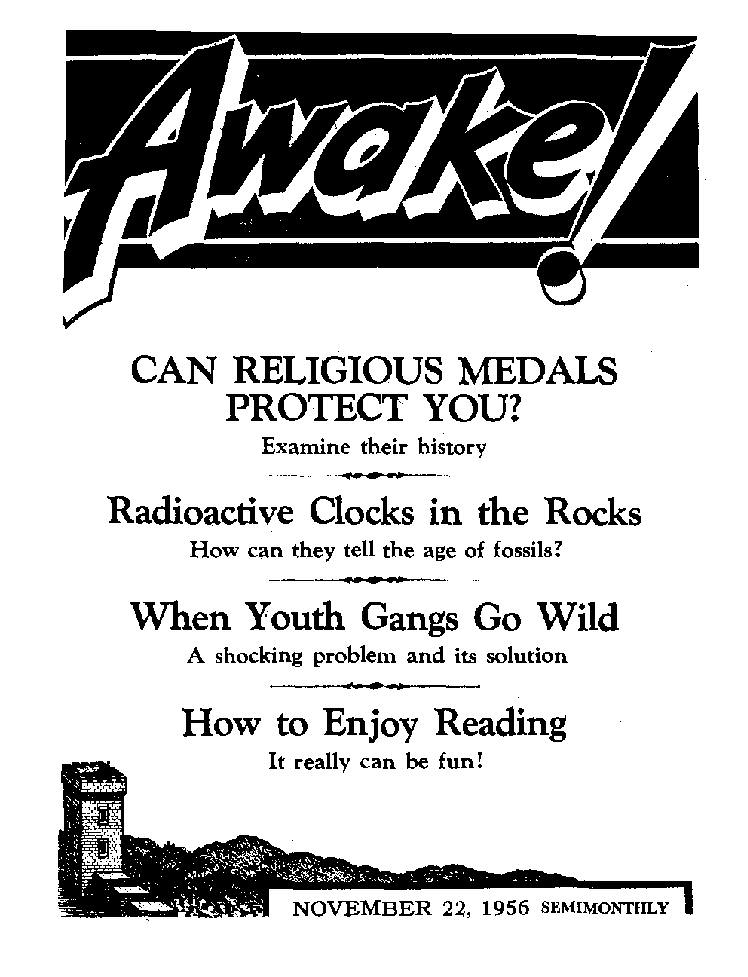 Awake!
CAN RELIGIOUS MEDALS
PROTECT YOU?
Examine their history
Radioactive Clocks in the Rocks
How can they tell the age of fossils?
When Youth Gangs Go Wild
A shocking problem and its solution
How to Enjoy Reading
It really can be fun!
NOVEMBER 22, 1956 SEMIMONTHLY